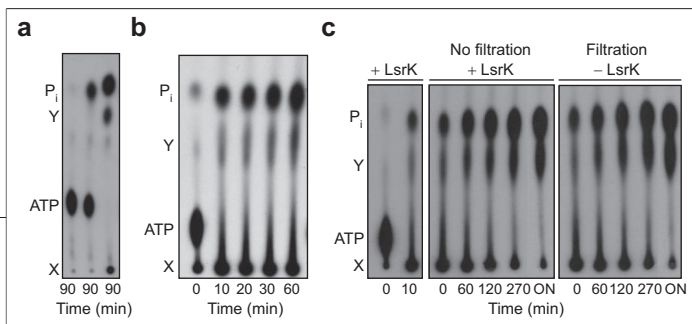 a
b
c
No filtration
Filtration
+ LsrK
+ LsrK
– LsrK
Pi
Y
ATP
X
90 90 90
Time (min)
Pi
Y
ATP
X
0 10 20 30 60
Time (min)
Pi
Y
ATP
X
0 10 0 60 120 270 ON 0 60 120 270 ON
Time (min)